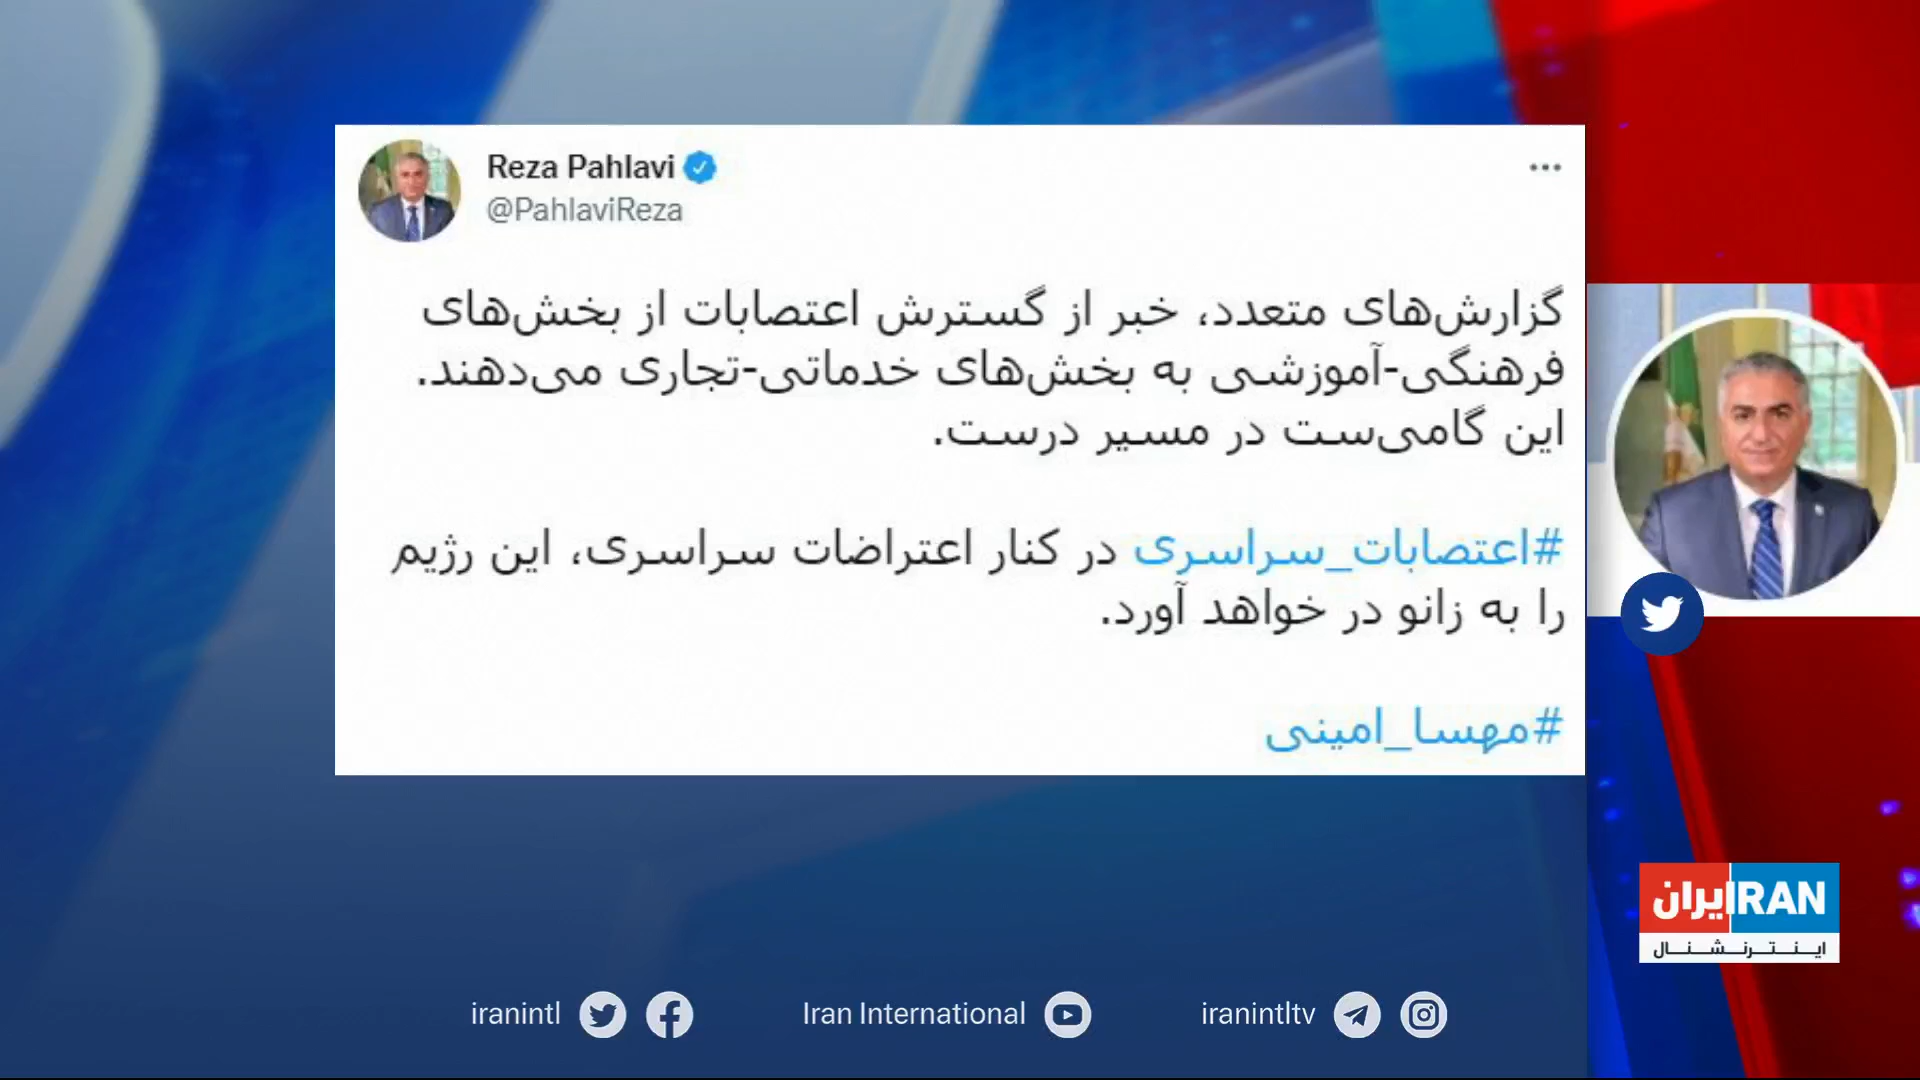 Reza Pahlavi
@PahlaviReza
گزارش‌های متعدد، خبر از گسترش اعتصابات از بخش‌های
فرهنگی-آموزشی به بخش‌های خدماتی-تجاری می‌دهند.
این گامی‌ست در مسیر درست.
#اعتصابات_سراسری در کنار اعتراضات سراسری، این رژیم
را به زانو در خواهد آورد.
#مهسا_امینی
ایران IRAN
اینترنشنال
iranintl
Iran International
iranintltv